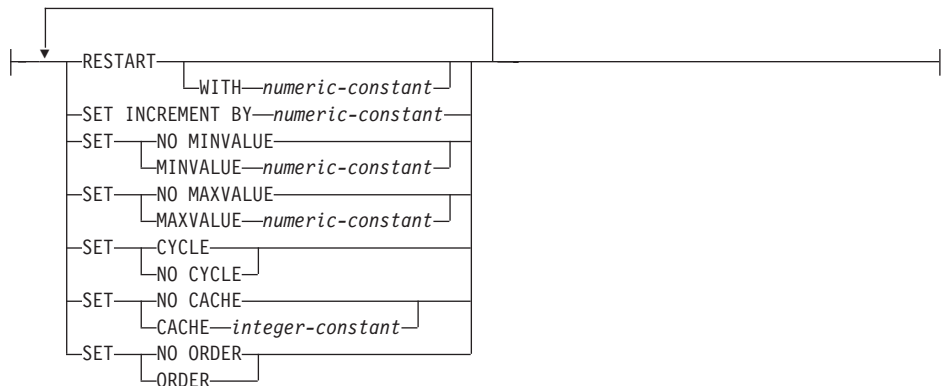 RESTART
WITH numeric-constant
SET INCREMENT BY numeric-constant
SET NO MINVALUE
MINVALUE numeric-constant
SET NO MAXVALUE
MAXVALUE numeric-constant
SET CYCLE
NO CYCLE
SET NO CACHE
CACHE integer-constant
SET NO ORDER
ORDER